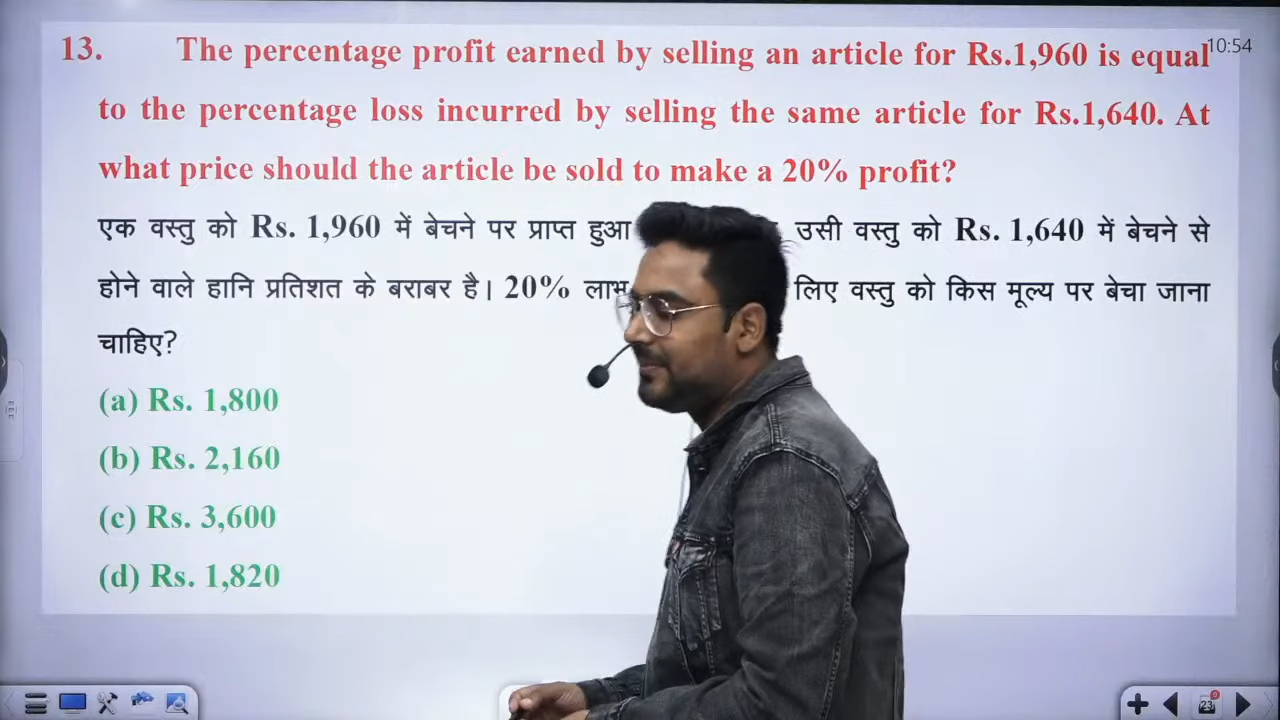 13. The percentage profit earned by selling an article for Rs.1,960 is equal
10:54
to the percentage loss incurred by selling the same article for Rs.1,640. At
what price should the article be sold to make a 20% profit?
एक वस्तु को Rs. 1,960 में बेचने पर प्राप्त हुआ उसी वस्तु को Rs. 1,640 में बेचने से
होने वाले हानि प्रतिशत के बराबर है। 20% लाभ लिए वस्तु को किस मूल्य पर बेचा जाना
चाहिए?
(a) Rs. 1,800
(b) Rs. 2,160
(c) Rs. 3,600
(d) Rs. 1,820
23